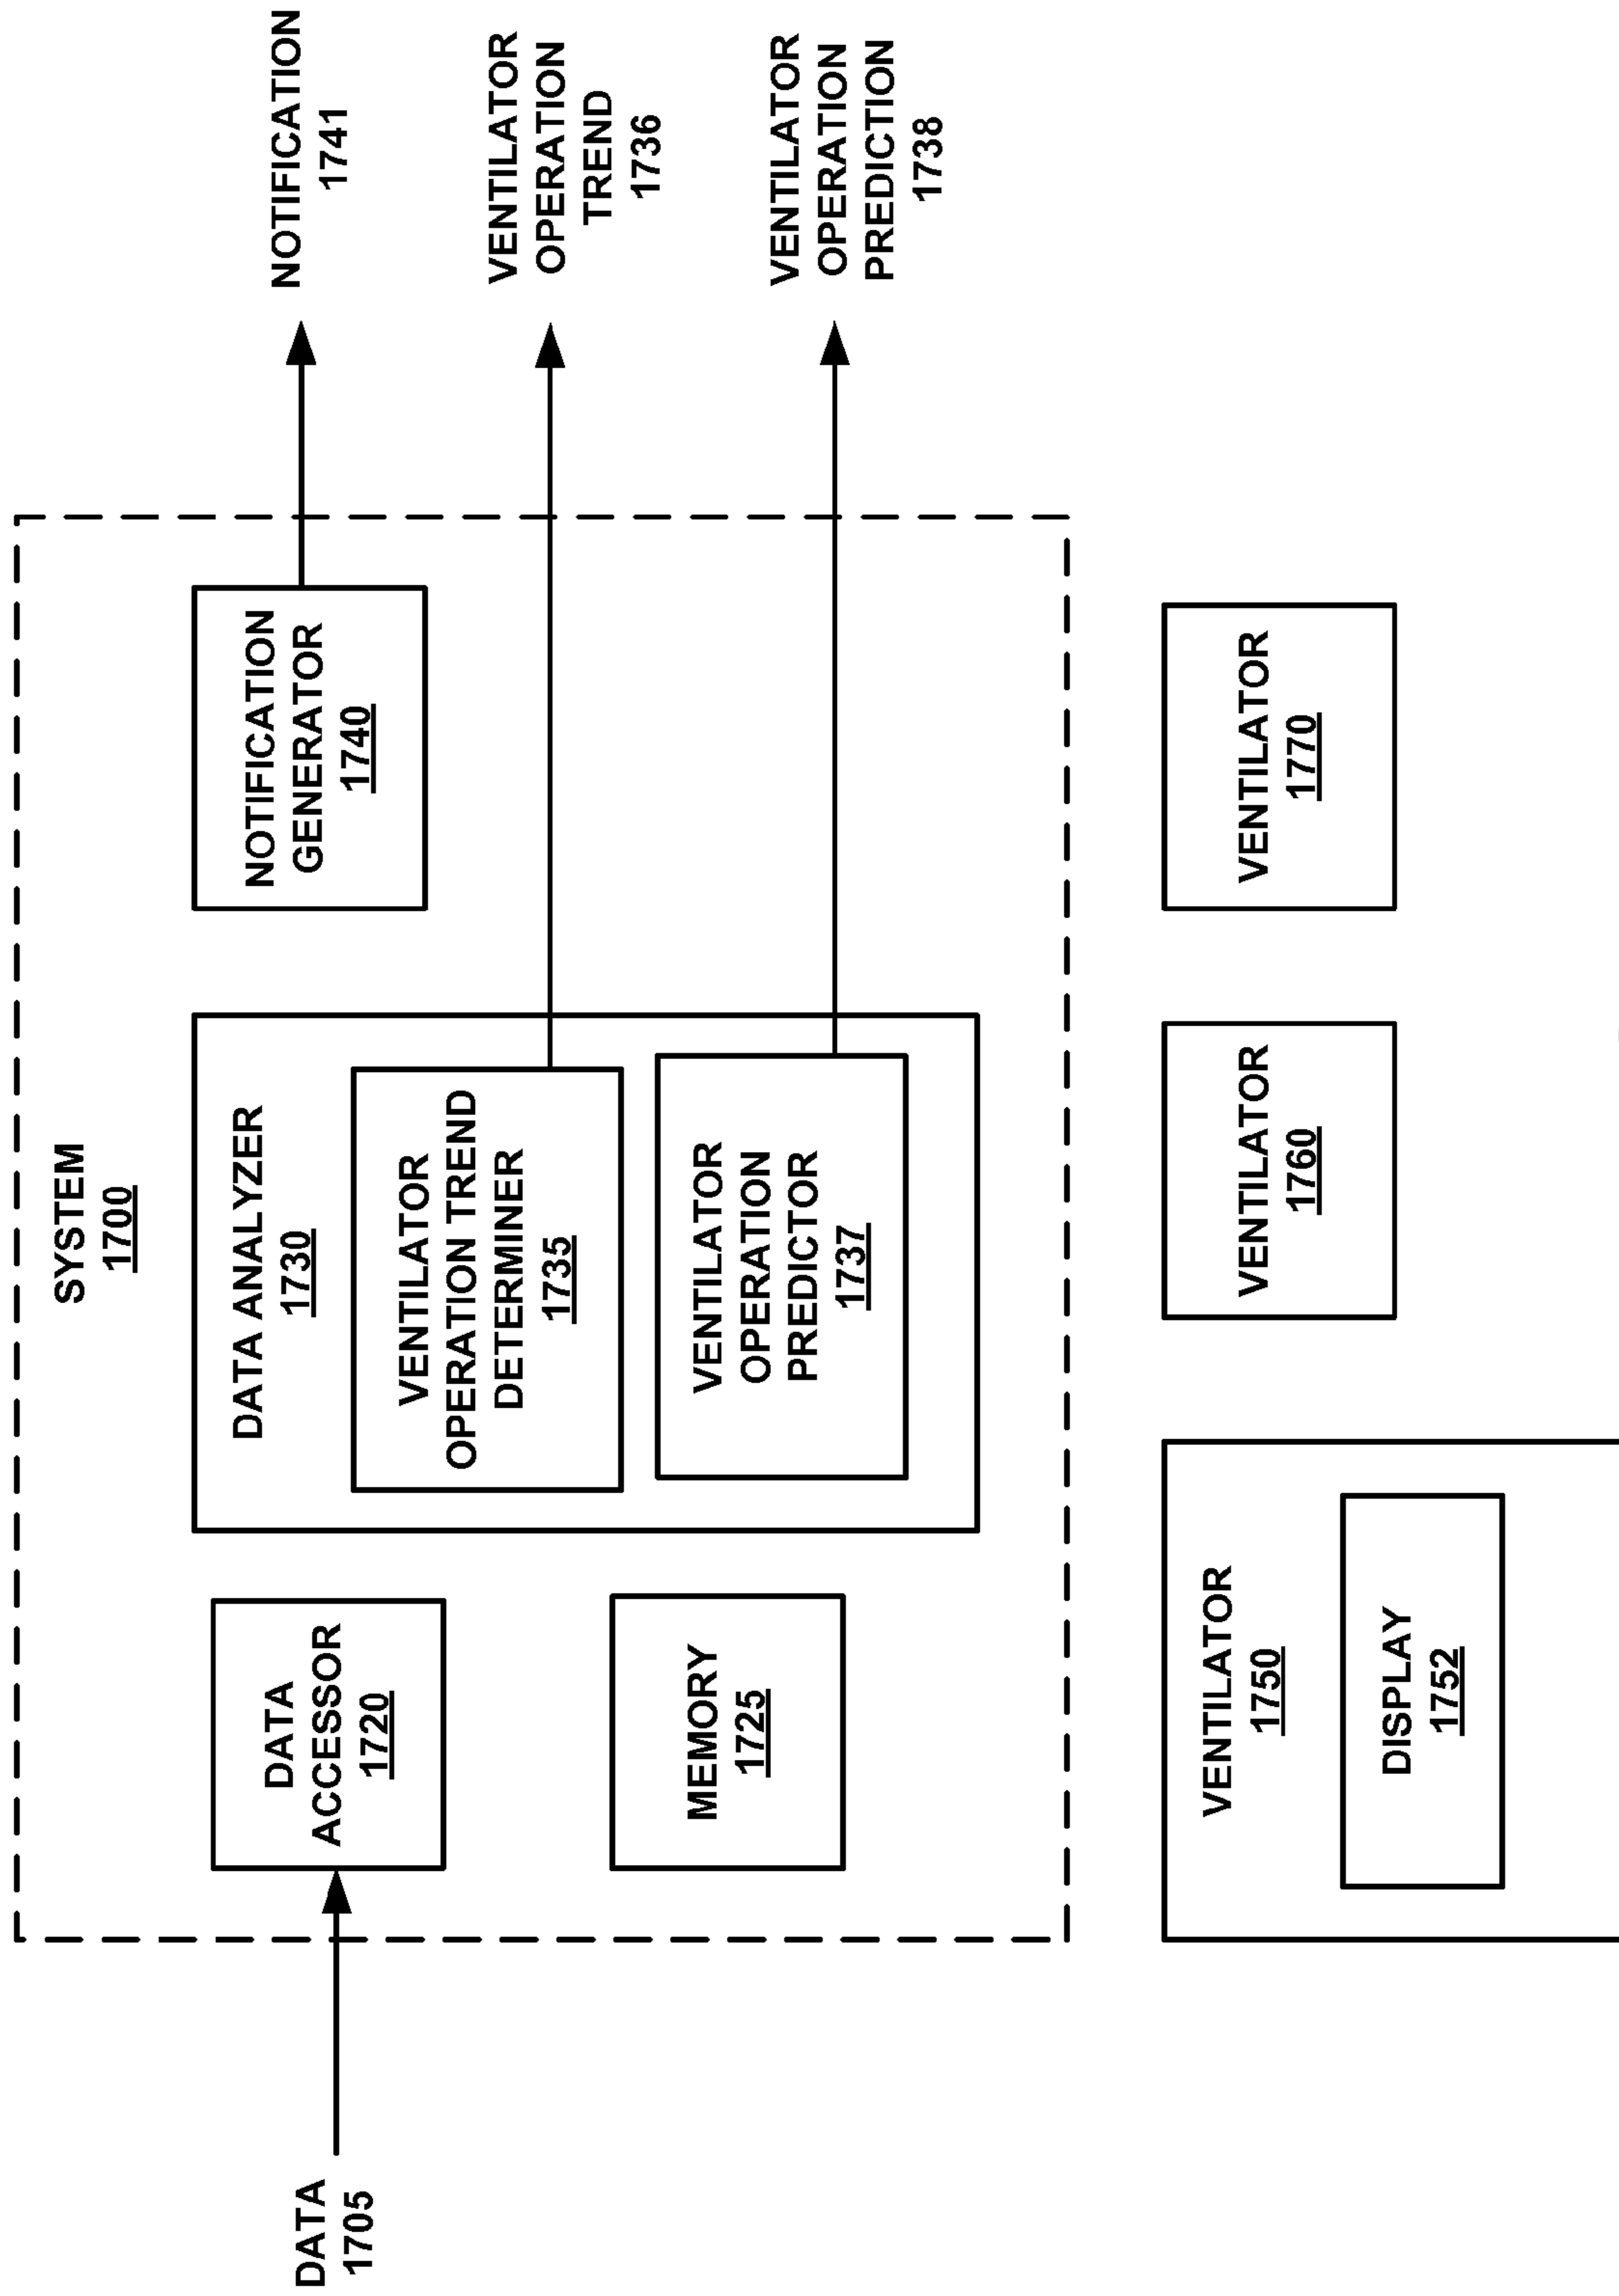 SYSTEM
1700
DATA
1705
DATA
ACCESSOR
1720
MEMORY
1725
DATA ANALYZER
1730
VENTILATOR
OPERATION TREND
DETERMINER
1735
VENTILATOR
OPERATION
PREDICTOR
1737
NOTIFICATION
GENERATOR
1740
NOTIFICATION
1741
VENTILATOR
OPERATION
TREND
1736
VENTILATOR
OPERATION
PREDICTION
1738
VENTILATOR
1750
DISPLAY
1752
VENTILATOR
1760
VENTILATOR
1770